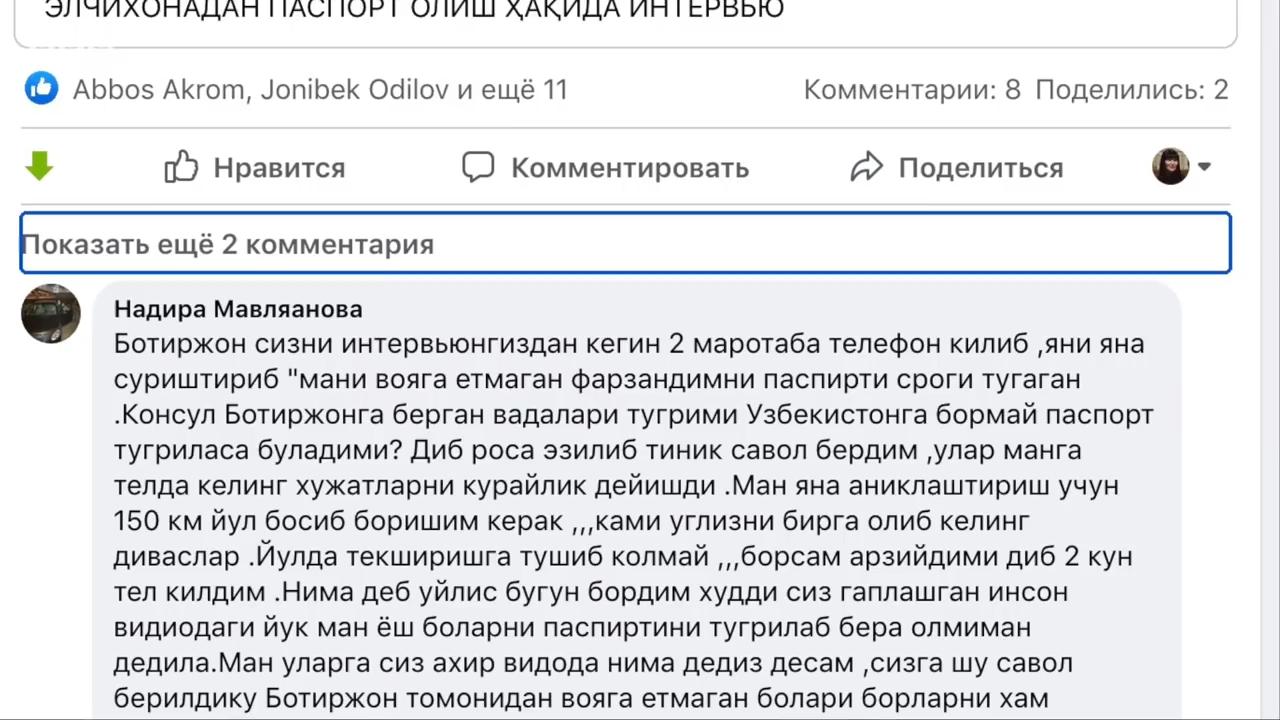 ЭЛЧИХОНАДАН ПАСПОРТ ОЛИШ ҲАҚИДА ИНТЕРВЬЮ
Abbos Akrom, Jonibek Odilov и ещё 11
Комментарии: 8 Поделились: 2
Нравится
Комментировать
Поделиться
Показать ещё 2 комментария
Надира Мавляанова
Ботиржон сизни интервьюнгиздан кегин 2 маротаба телефон килиб ,яни яна
суриштириб "мани вояга етмаган фарзандимни паспирти сроги тугаган
.Консул Ботиржонга берган вадалари тугрими Узбекистонга бормай паспорт
тугриласа буладими? Диб роса эзилиб тиник савол бердим ,улар манга
телда келинг хужатларни курайлик дейишди .Ман яна аниклаштириш учун
150 км йул босиб боришим керак ,,,ками углизни бирга олиб келинг
диваслар .Йулда текширишга тушиб колмай ,,,борсам арзийдими диб 2 кун
тел килдим .Нима деб уйлис бугун бордим худди сиз гаплашган инсон
видиодаги йук ман ёш боларни паспиртини тугрилаб бера олмиман
дедила.Ман уларга сиз ахир видода нима дедиз десам ,сизга шу савол
берилдику Ботиржон томонидан вояга етмаган болари борларни хам